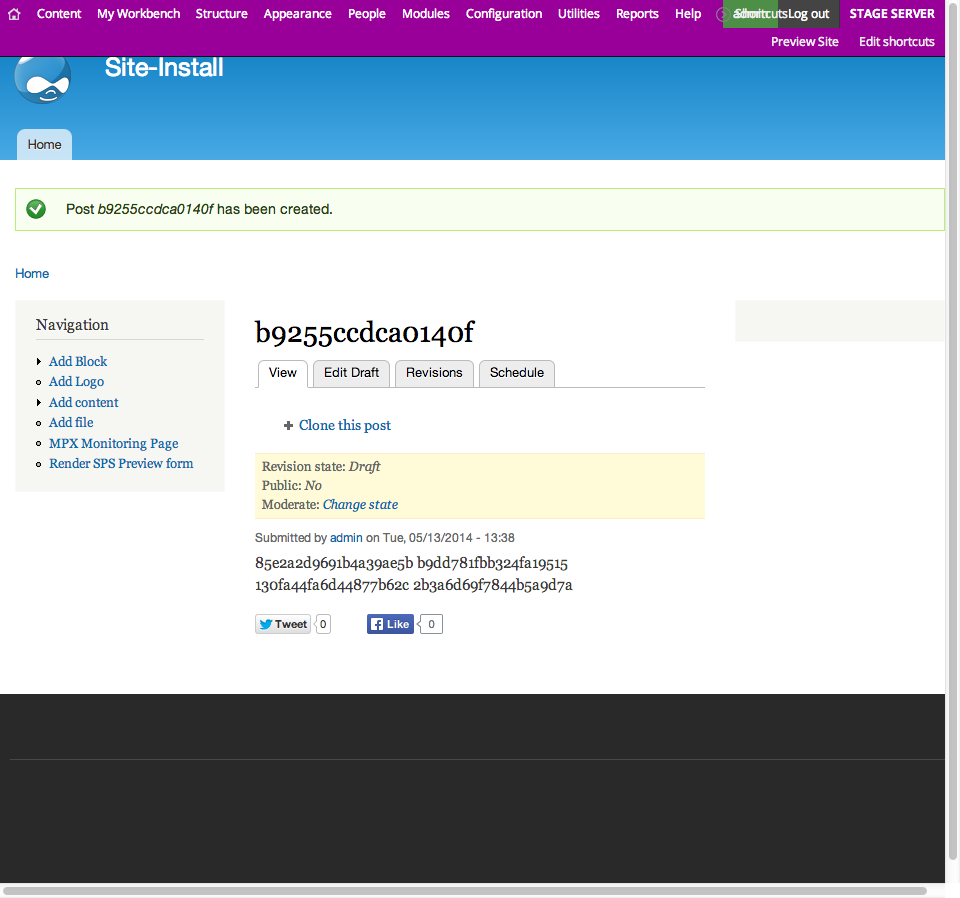 Content My Workbench Structure Appearance People Modules Configuration Utilities Reports Help Log out STAGE SERVER
Preview Site Edit shortcuts
Site-Install
Home
Post b9255ccdca0140f has been created.
Home
Navigation
Add Block
Add Logo
Add content
Add file
MPX Monitoring Page
Render SPS Preview form
b9255ccdca0140f
View Edit Draft Revisions Schedule
Clone this post
Revision state: Draft
Public: No
Moderate: Change state
Submitted by admin on Tue, 05/13/2014 - 13:38
85e2a2d9691b4a39ae5b b9dd781fbb324fa19515
130fa44fa6d44877b62c 2b3a6d69f7844b5a9d7a
Tweet 0 Like 0